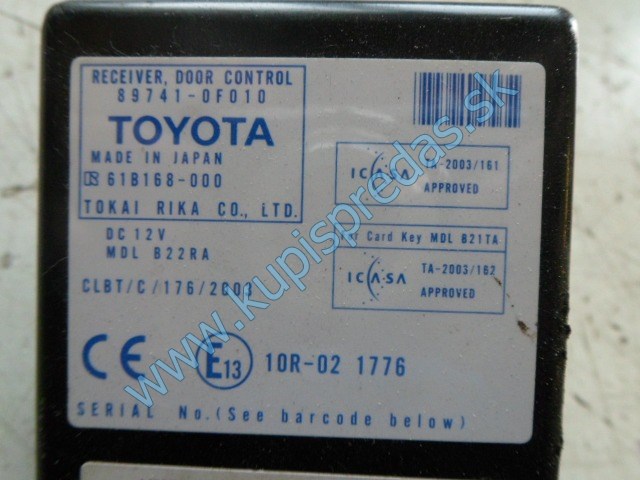 RECEIVER, DOOR CONTROL
89741-0F010
TOYOTA
MADE IN JAPAN
61B168-000
TOKAI RIKA CO., LTD.
DC 12V
MDL B22RA
CLBT/C/176/2003
ICASA
TA-2003/161
APPROVED
For Card Key MDL B21TA
ICASA
TA-2003/162
APPROVED
CE E13 10R-02 1776
SERIAL No.(See barcode below)
www.kupispredas.sk